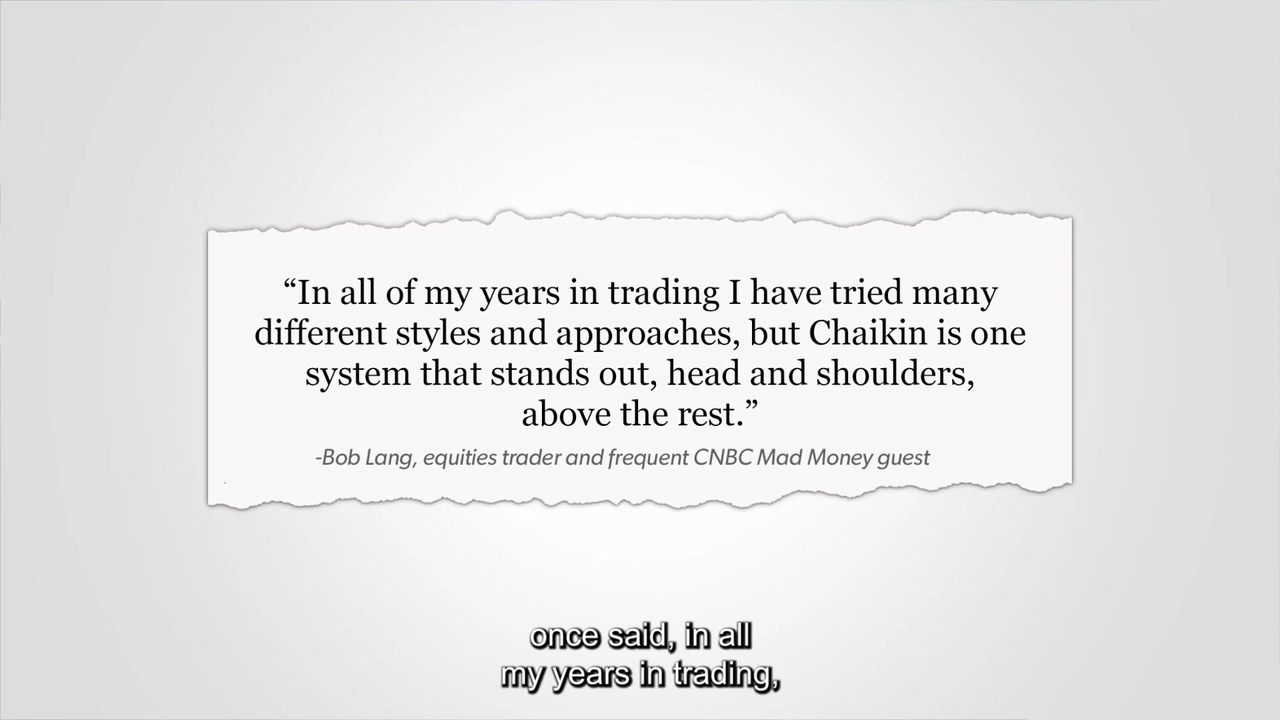 “In all of my years in trading I have tried many
different styles and approaches, but Chaikin is one
system that stands out, head and shoulders,
above the rest.”
-Bob Lang, equities trader and frequent CNBC Mad Money guest
once said, in all
my years in trading,